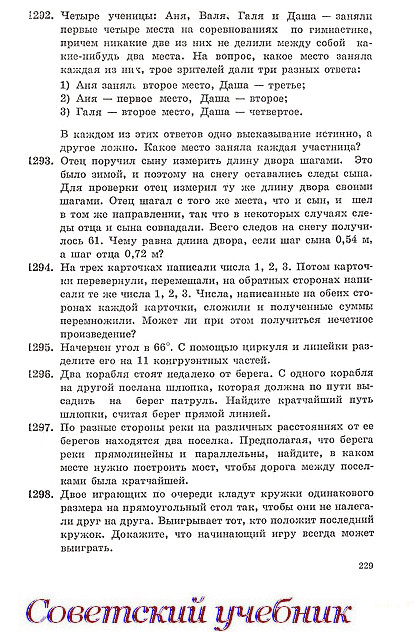 1292. Четыре ученицы: Аня, Валя, Галя и Даша — заняли
первые четыре места на соревнованиях по гимнастике,
причем никакие две из них не делили между собой ка-
кие-нибудь два места. На вопрос, какое место заняла
каждая из них, трое зрителей дали три разных ответа:
1) Аня заняла второе место, Даша — третье;
2) Аня — первое место, Даша — второе;
3) Галя — второе место, Даша — четвертое.
В каждом из этих ответов одно высказывание истинно, а
другое ложно. Какое место заняла каждая участница?
1293. Отец поручил сыну измерить длину двора шагами. Это
было зимой, и поэтому на снегу оставались следы сына.
Для проверки отец измерил ту же длину двора своими
шагами. Отец шагал с того же места, что и сын, и шел
в том же направлении, так что в некоторых случаях сле-
ды отца и сына совпадали. Всего следов на снегу получи-
лось 61. Чему равна длина двора, если шаг сына 0,54 м,
а шаг отца 0,72 м?
1294. На трех карточках написали числа 1, 2, 3. Потом карточ-
ки перевернули, перемешали, на обратных сторонах напи-
сали те же числа 1, 2, 3. Числа, написанные на обеих сто-
ронах каждой карточки, сложили и полученные суммы
перемножили. Может ли при этом получиться нечетное
произведение?
1295. Начерчен угол в 66°. С помощью циркуля и линейки раз-
делите его на 11 конгруэнтных частей.
1296. Два корабля стоят недалеко от берега. С одного корабля
на другой послана шлюпка, которая должна по пути вы-
садить на берег патруль. Найдите кратчайший путь
шлюпки, считая берег прямой линией.
1297. По разные стороны реки на различных расстояниях от ее
берегов находятся два поселка. Предполагая, что берега
реки прямолинейны и параллельны, найдите, в каком
месте нужно построить мост, чтобы дорога между посел-
ками была кратчайшей.
1298. Двое играющих по очереди кладут кружки одинакового
размера на прямоугольный стол так, чтобы они не налега-
ли друг на друга. Выигрывает тот, кто положит последний
кружок. Докажите, что начинающий игру всегда может
выиграть.
229
Советский учебник